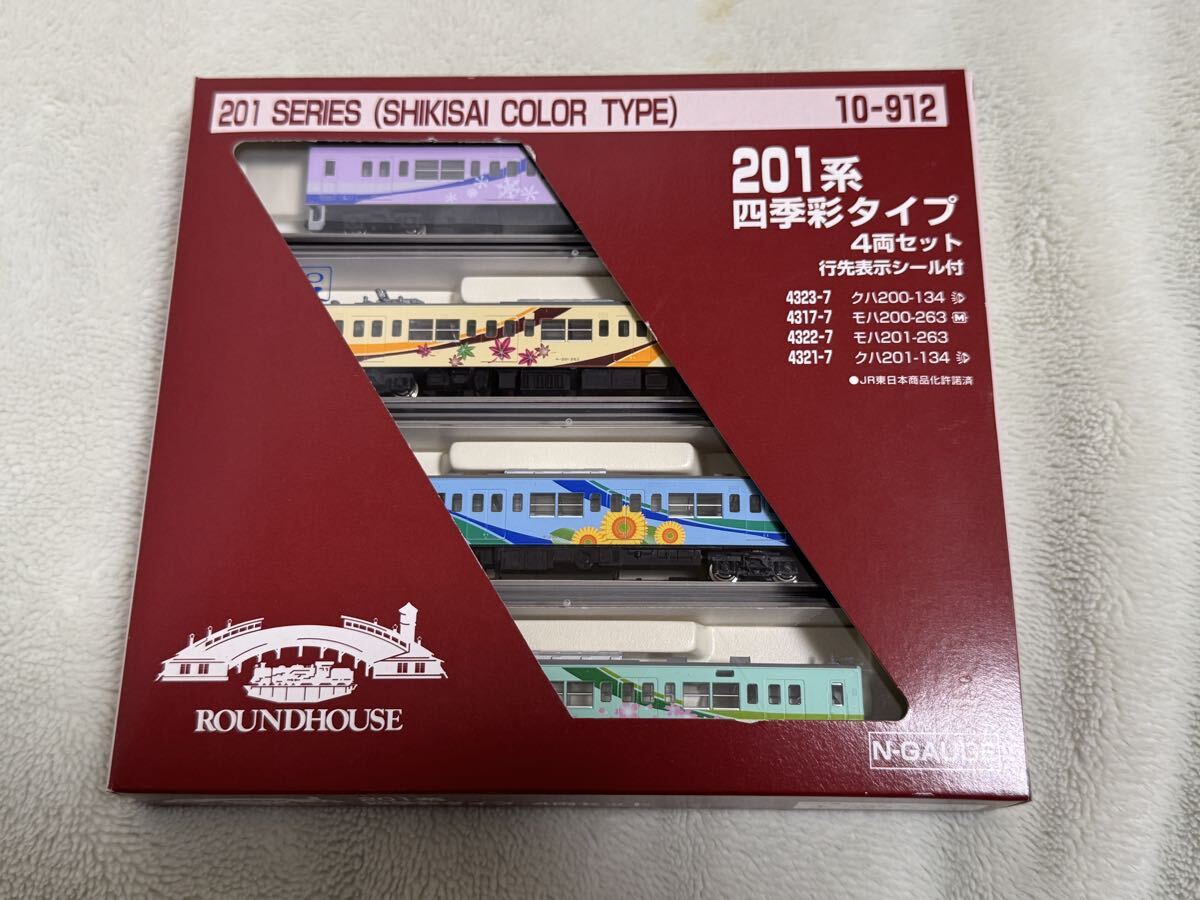 201 SERIES (SHIKISAI COLOR TYPE) 10-912
201系
四季彩タイプ
4両セット
行先表示シール付
4323-7 クハ200-134
4317-7 モハ200-263 M
4322-7 モハ201-263
4321-7 クハ201-134
●JR東日本商品化許諾済
ROUNDHOUSE
N-GAUGE